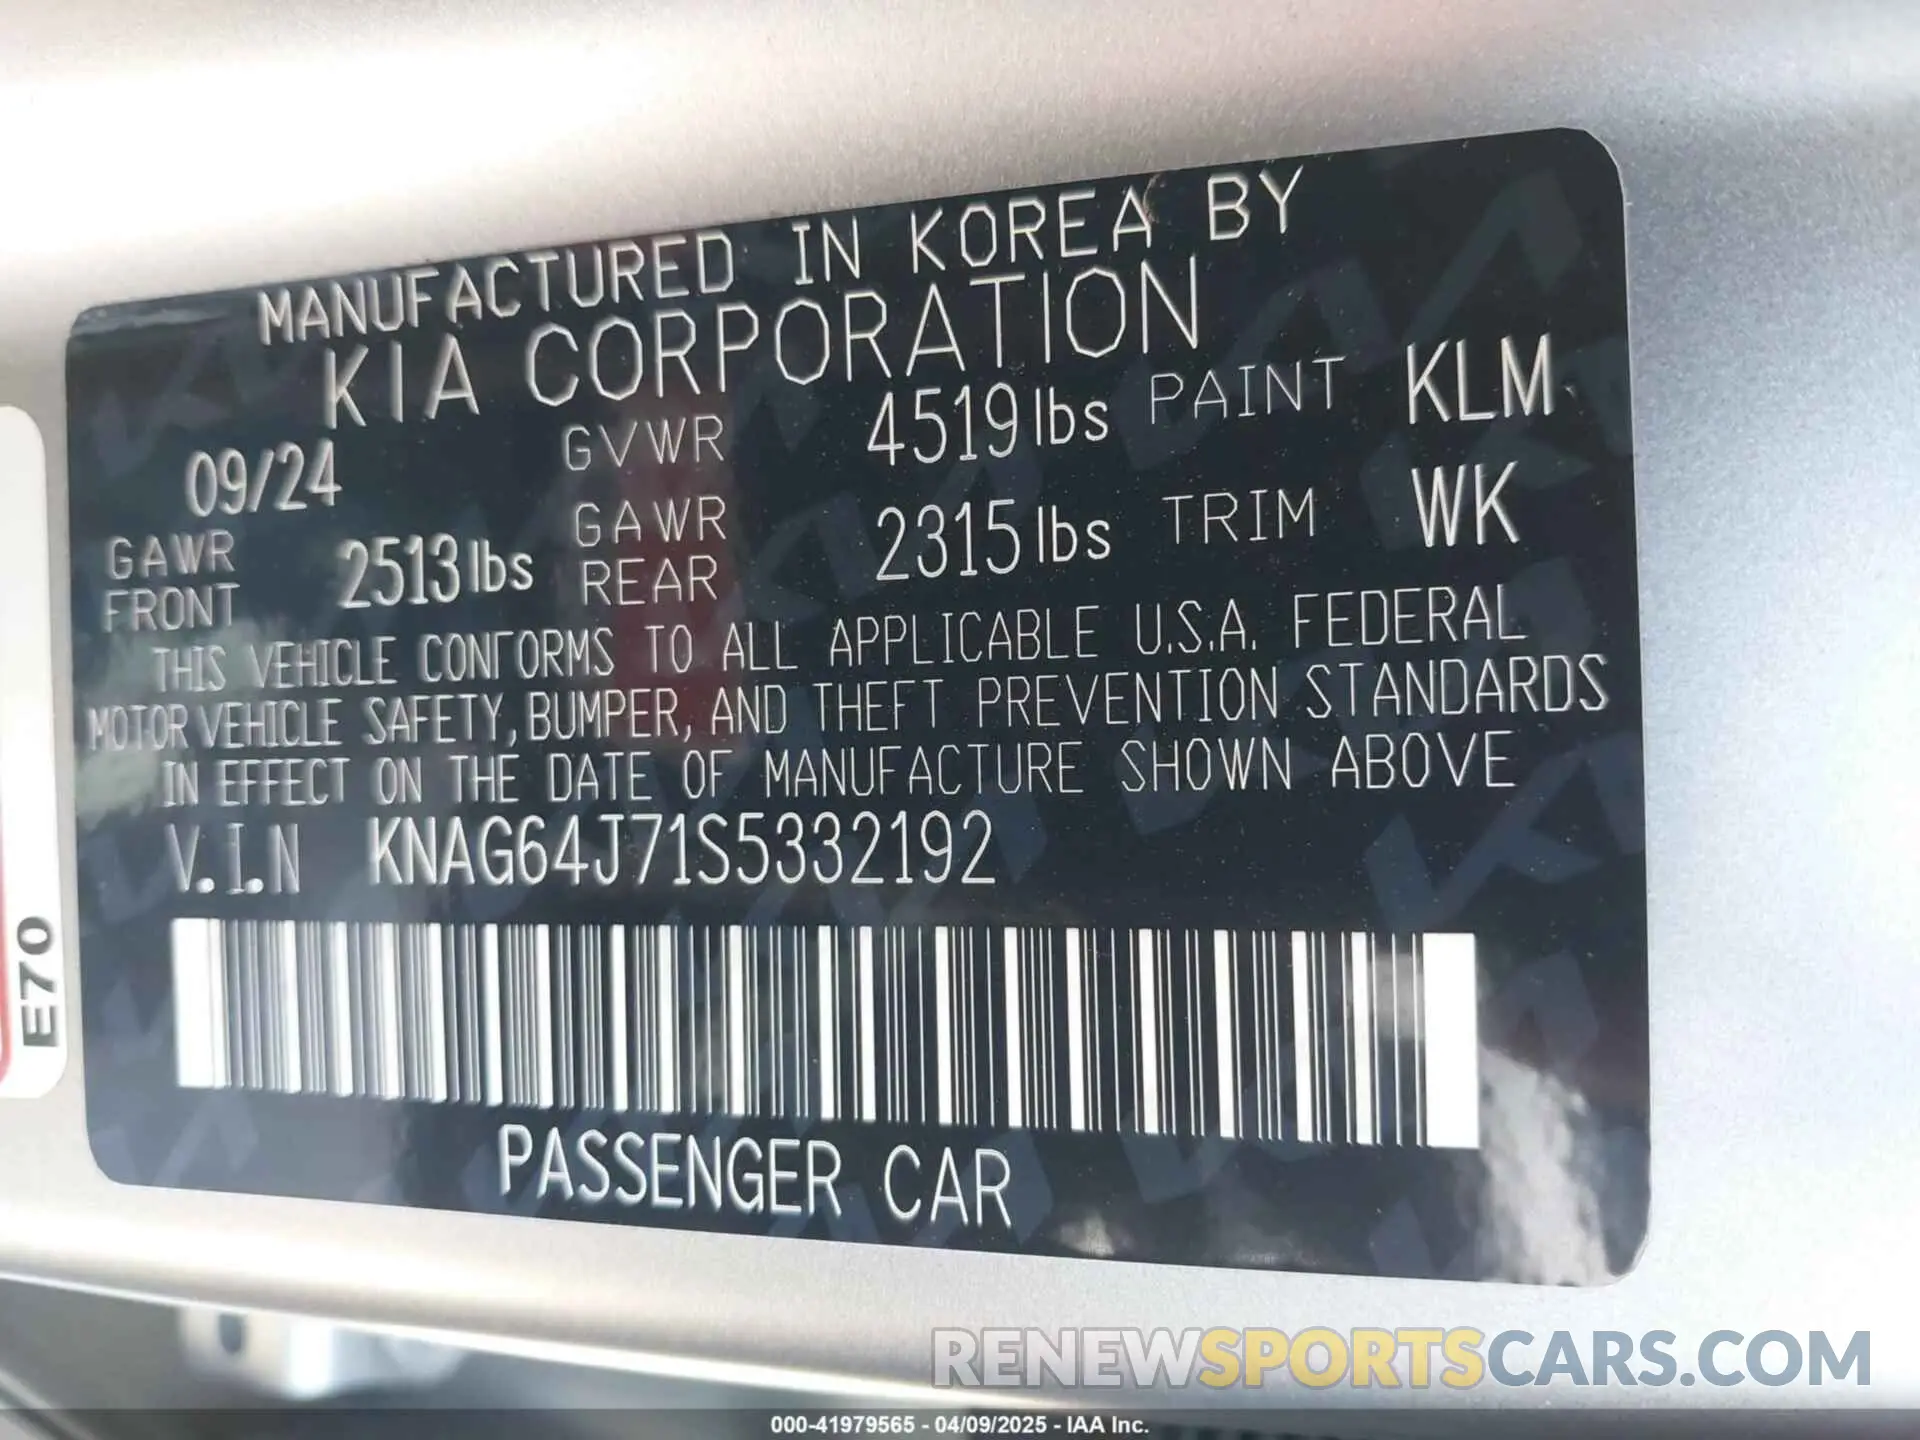 MANUFACTURED IN KOREA BY
KIA CORPORATION
09/24 GVWR 4519 lbs PAINT KLM
GAWR FRONT 2513 lbs GAWR REAR 2315 lbs TRIM WK
THIS VEHICLE CONFORMS TO ALL APPLICABLE U.S.A. FEDERAL
MOTOR VEHICLE SAFETY, BUMPER, AND THEFT PREVENTION STANDARDS
IN EFFECT ON THE DATE OF MANUFACTURE SHOWN ABOVE
V.I.N KNAG64J71S5332192
PASSENGER CAR
E70
RENEWSPORTSCARS.COM
000-41979565 - 04/09/2025 - IAA Inc.